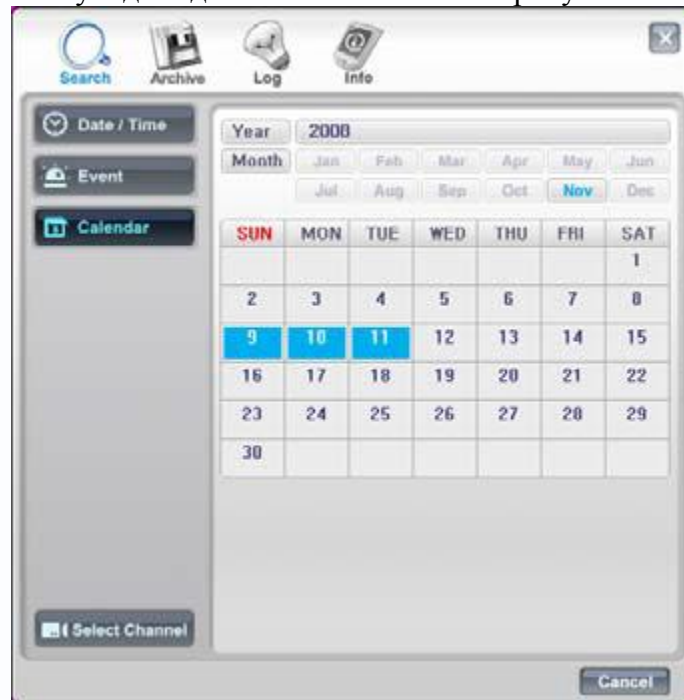 Search Archive Log Info
Date / Time
Event
Calendar
Year 2008
Month Jan Feb Mar Apr May Jun
Jul Aug Sep Oct Nov Dec
SUN MON TUE WED THU FRI SAT
1
2 3 4 5 6 7 8
9 10 11 12 13 14 15
16 17 18 19 20 21 22
23 24 25 26 27 28 29
30
Select Channel
Cancel